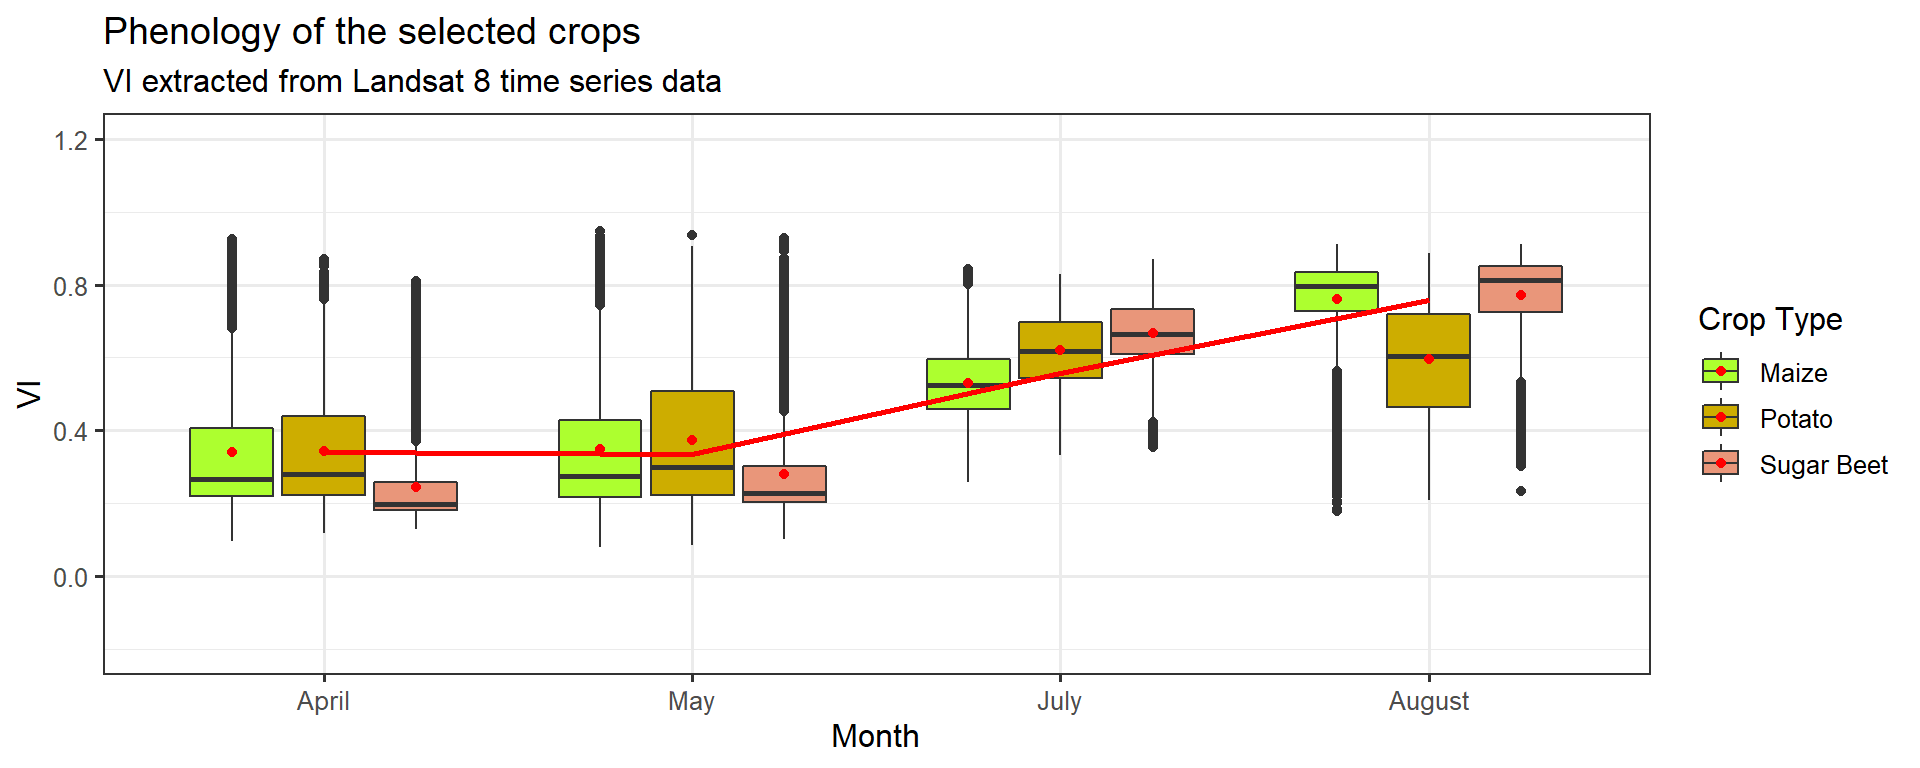 Phenology of the selected crops
VI extracted from Landsat 8 time series data
1.2
0.8
0.4
0.0
VI
April May July August
Month
Crop Type
Maize
Potato
Sugar Beet